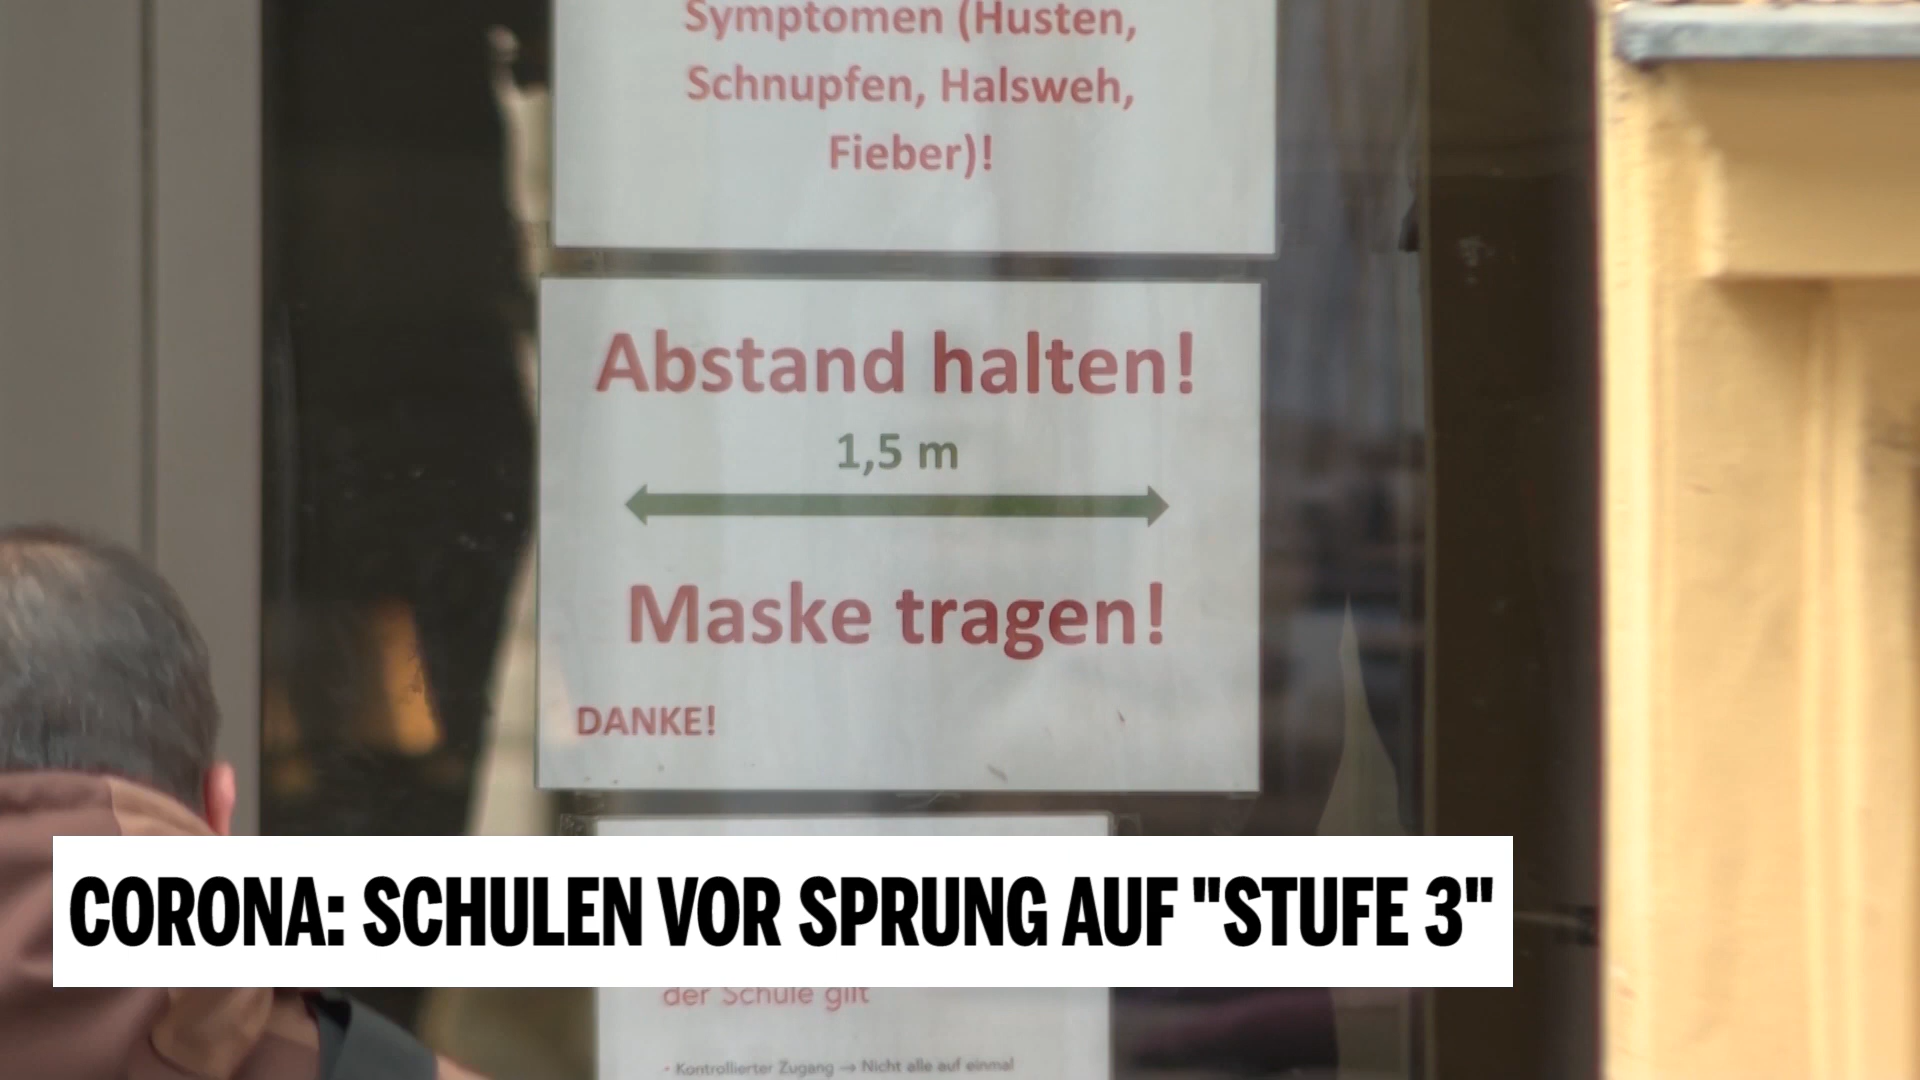 Symptomen (Husten,
Schnupfen, Halsweh,
Fieber)!
Abstand halten!
1,5 m
Maske tragen!
DANKE!
CORONA: SCHULEN VOR SPRUNG AUF "STUFE 3"
der Schule gilt
• Kontrollierter Zugang → Nicht alle auf einmal